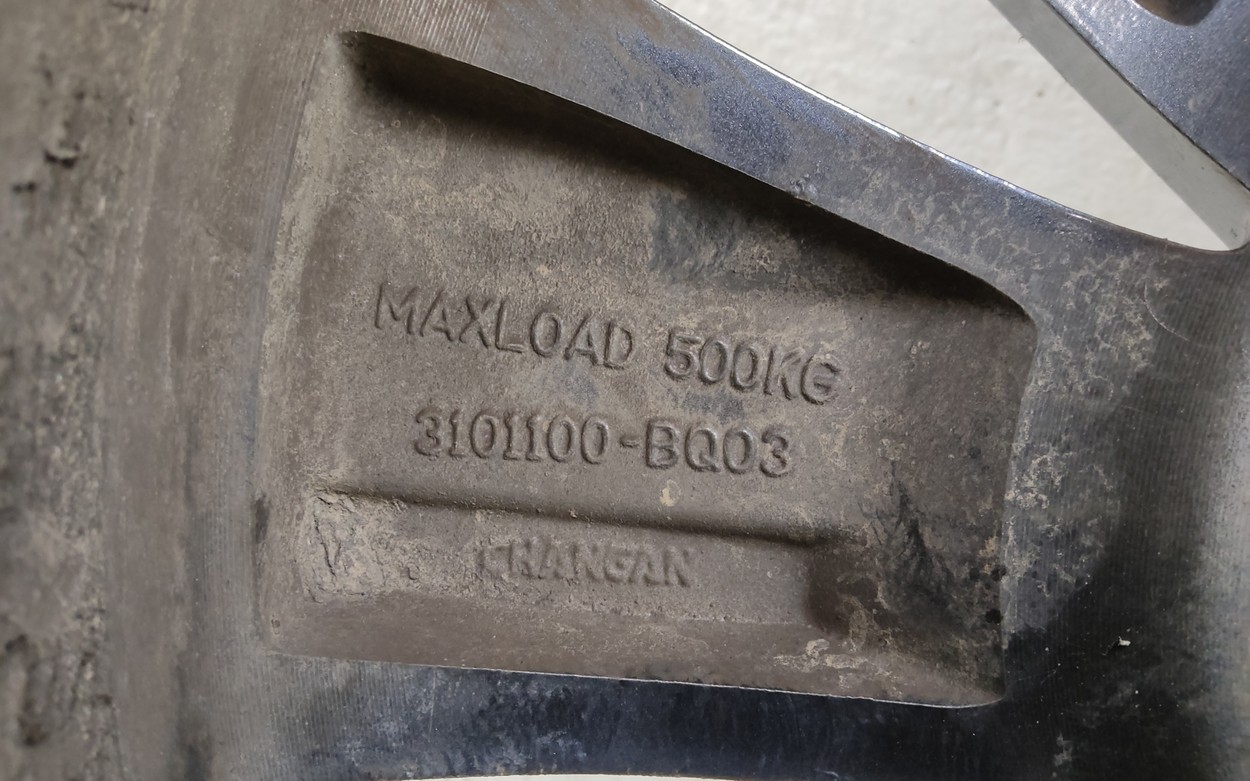 MAXLOAD 500KG
3101100-BQ03
CHANGAN